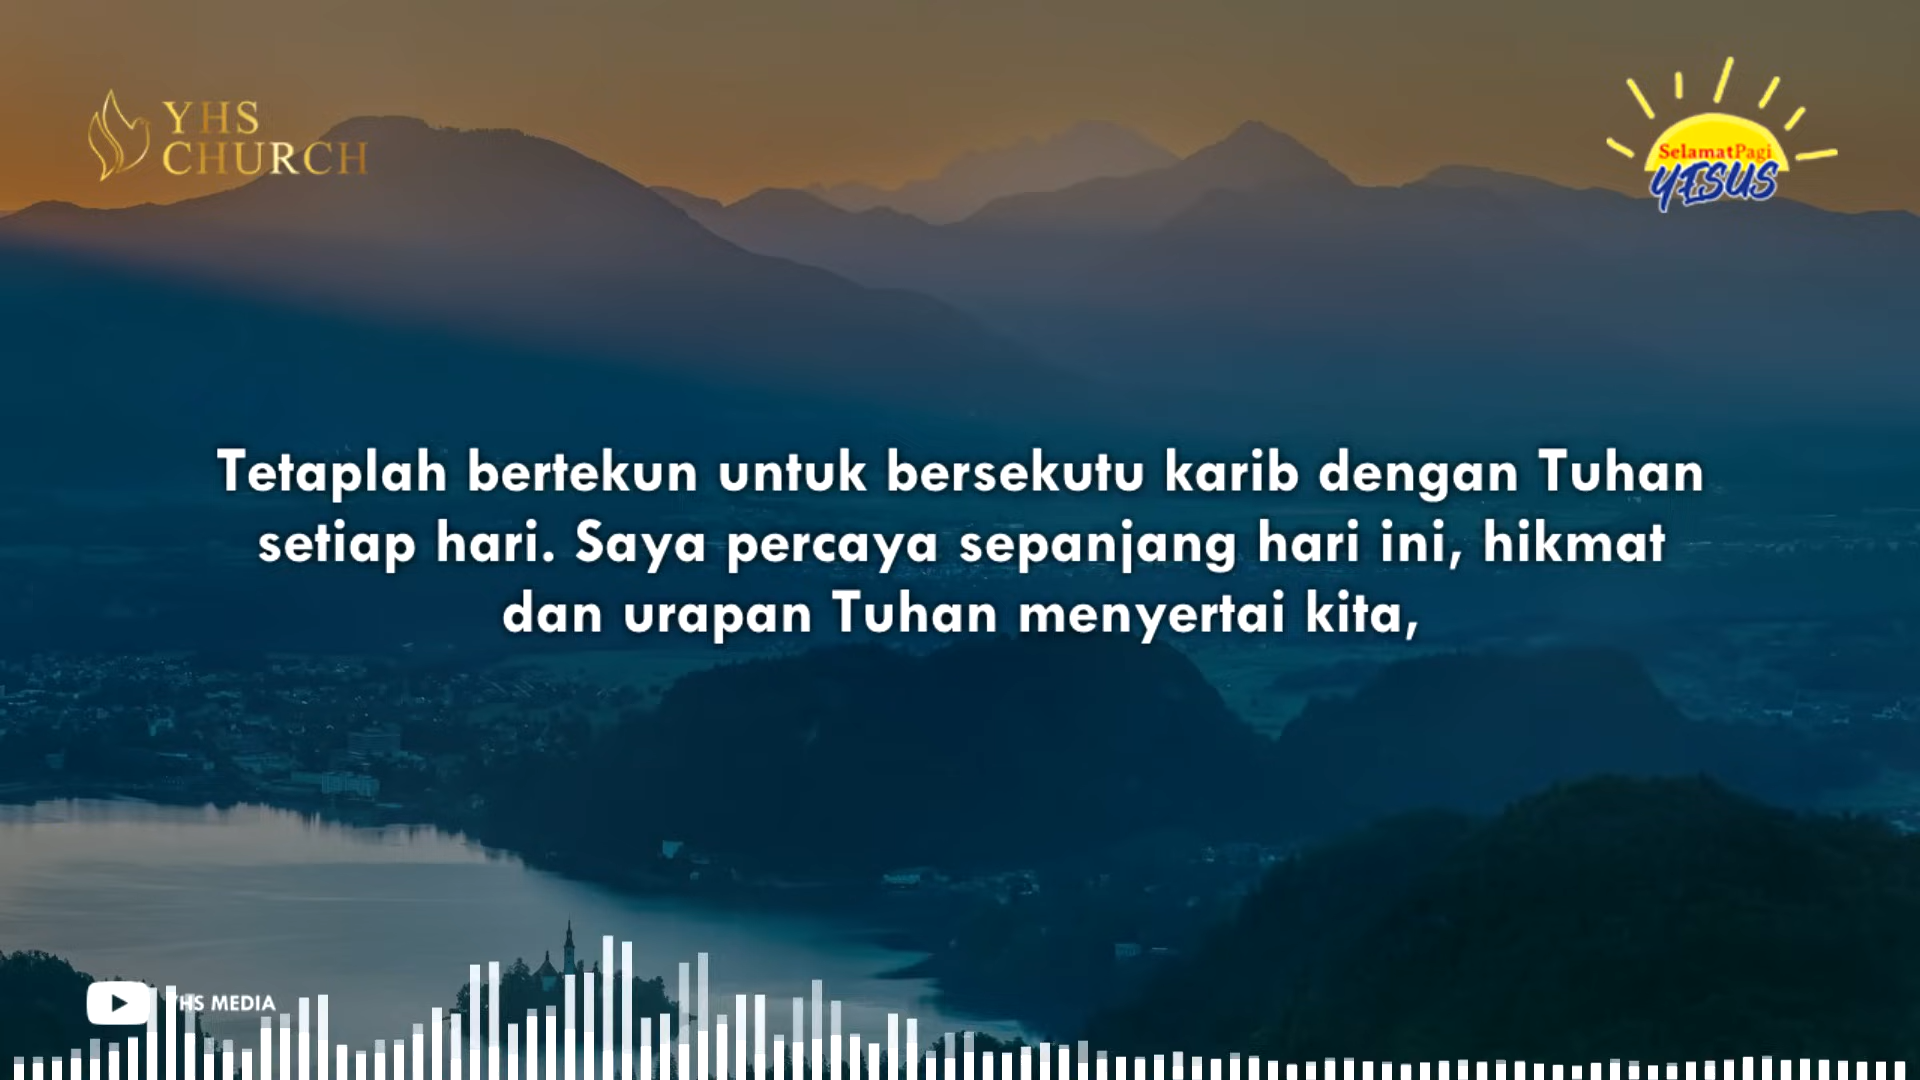 YHS
CHURCH
SelamatPagi
YESUS
Tetaplah bertekun untuk bersekutu karib dengan Tuhan
setiap hari. Saya percaya sepanjang hari ini, hikmat
dan urapan Tuhan menyertai kita,
YHS MEDIA